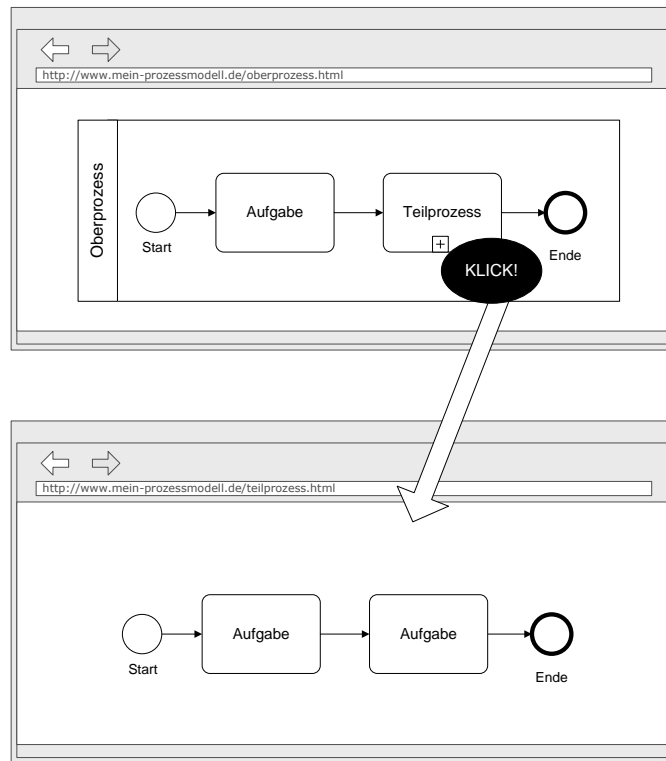 http://www.mein-prozessmodell.de/oberprozess.html
Oberprozess
Start
Aufgabe
Teilprozess
Ende
KLICK!
http://www.mein-prozessmodell.de/teilprozess.html
Start
Aufgabe
Aufgabe
Ende